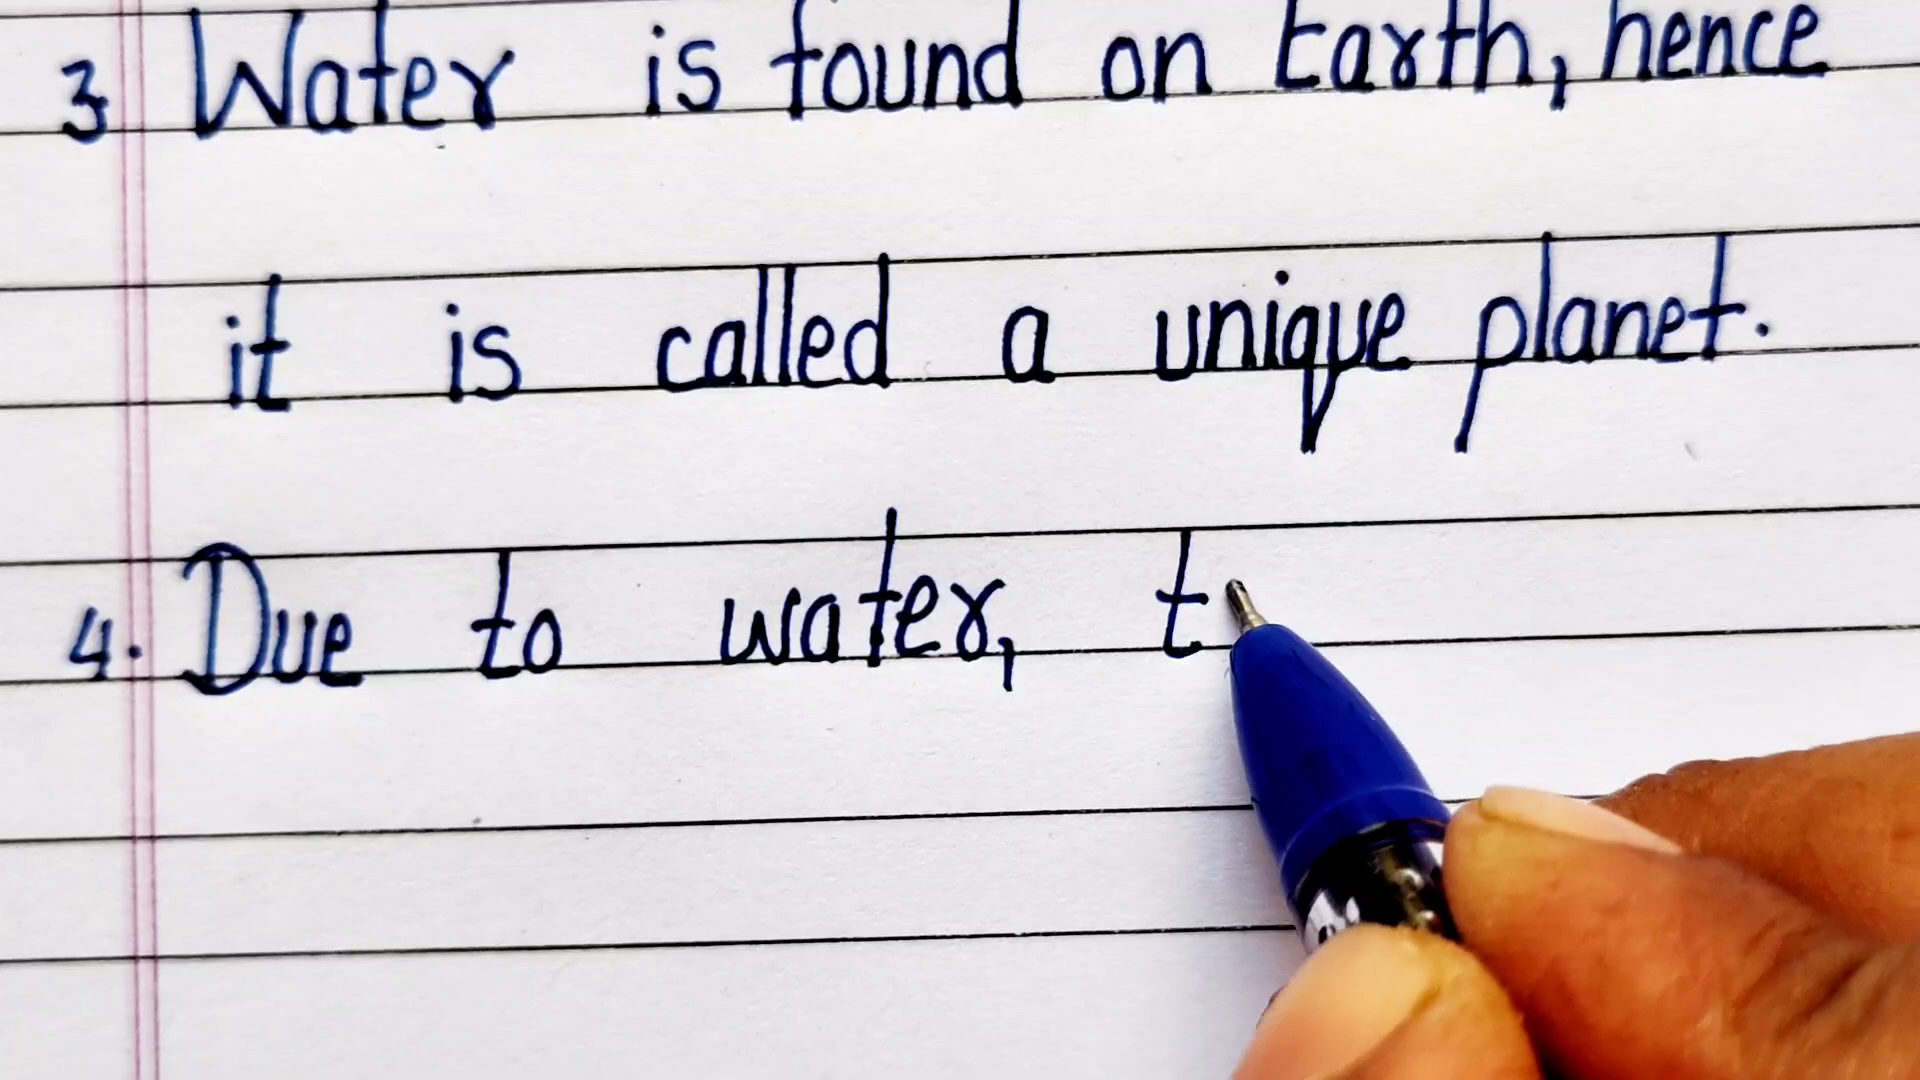 3 Water is found on Earth, hence
it is called a unique planet.
4. Due to water, t